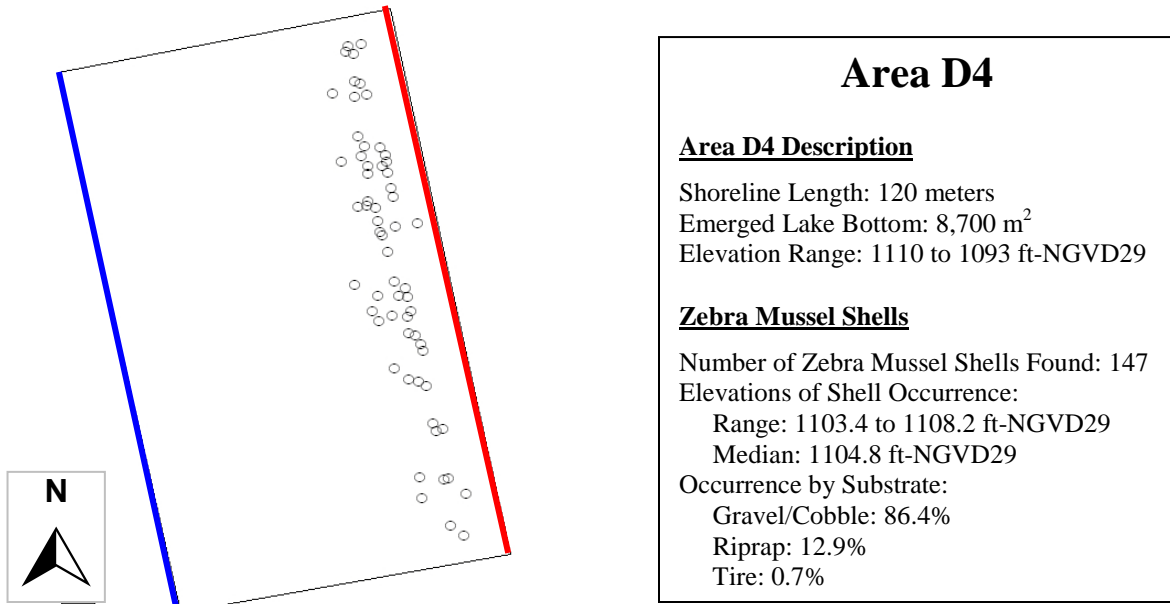 N
Area D4
Area D4 Description
Shoreline Length: 120 meters
Emerged Lake Bottom: 8,700 m²
Elevation Range: 1110 to 1093 ft-NGVD29
Zebra Mussel Shells
Number of Zebra Mussel Shells Found: 147
Elevations of Shell Occurrence:
Range: 1103.4 to 1108.2 ft-NGVD29
Median: 1104.8 ft-NGVD29
Occurrence by Substrate:
Gravel/Cobble: 86.4%
Riprap: 12.9%
Tire: 0.7%